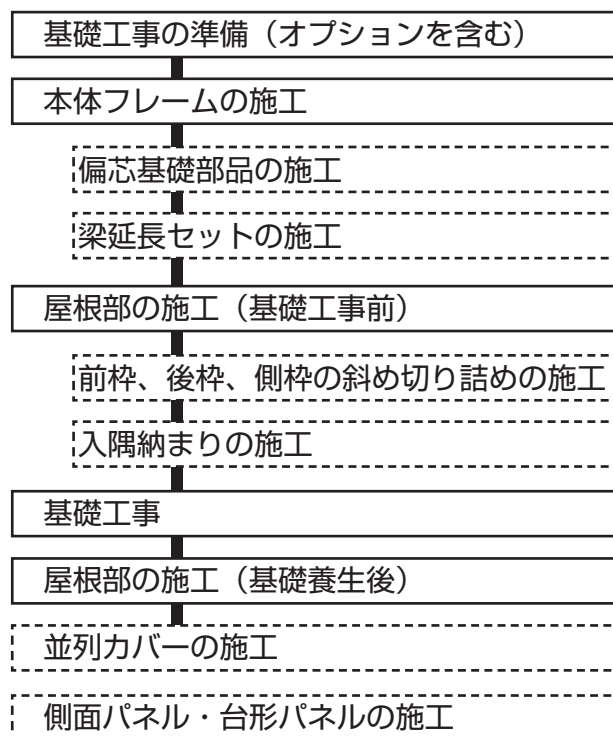 基礎工事の準備（オプションを含む）
本体フレームの施工
偏芯基礎部品の施工
梁延長セットの施工
屋根部の施工（基礎工事前）
前枠、後枠、側枠の斜め切り詰めの施工
入隅納まりの施工
基礎工事
屋根部の施工（基礎養生後）
並列カバーの施工
側面パネル・台形パネルの施工